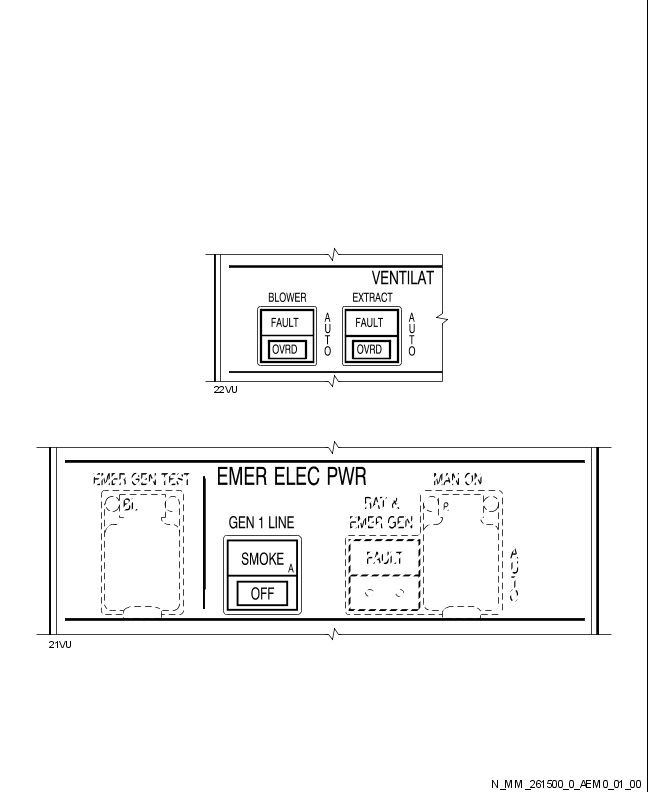 VENTILAT
BLOWER
EXTRACT
FAULT
OVRD
AUTO
FAULT
OVRD
AUTO
22VU
EMER GEN TEST
EMER ELEC PWR
MAN ON
GEN 1 LINE
BAT &
EMER GEN
SMOKE
A
OFF
FAULT
AUTO
21VU
N_MM_261500_0_AEM0_01_00